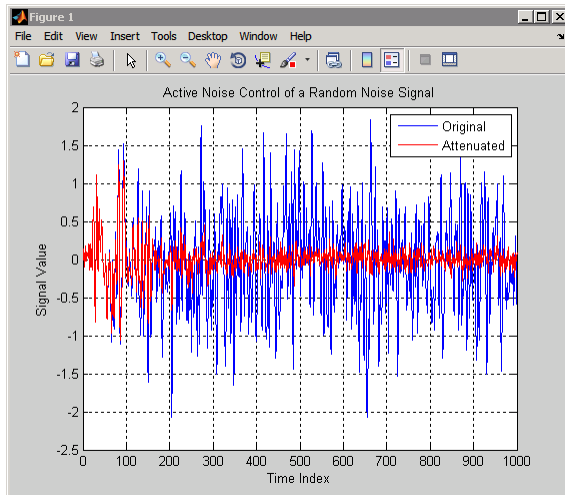 Figure 1
File Edit View Insert Tools Desktop Window Help
Active Noise Control of a Random Noise Signal
Original
Attenuated
2
1.5
1
0.5
0
-0.5
-1
-1.5
-2
-2.5
Signal Value
0 100 200 300 400 500 600 700 800 900 1000
Time Index